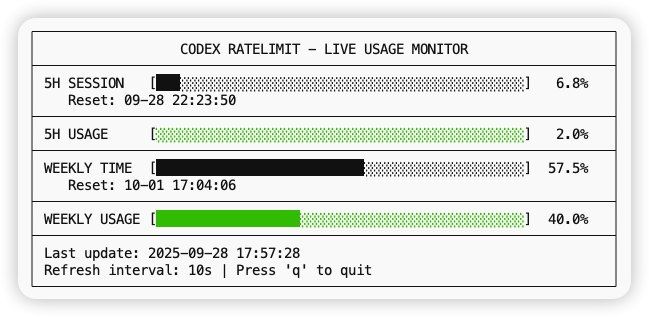 CODEX RATELIMIT – LIVE USAGE MONITOR
5H SESSION [█░] 6.8%
Reset: 09–28 22:23:50
5H USAGE [░] 2.0%
WEEKLY TIME [█░] 57.5%
Reset: 10–01 17:04:06
WEEKLY USAGE [█░] 40.0%
Last update: 2025–09–28 17:57:28
Refresh interval: 10s | Press 'q' to quit